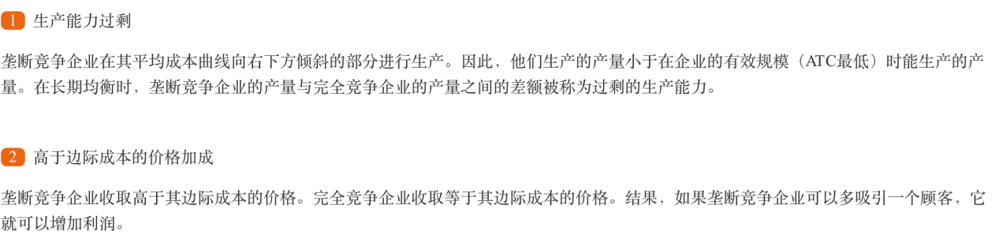 1 生产能力过剩
垄断竞争企业在其平均成本曲线向右下方倾斜的部分进行生产。因此，他们生产的产量小于在企业的有效规模（ATC最低）时能生产的产
量。在长期均衡时，垄断竞争企业的产量与完全竞争企业的产量之间的差额被称为过剩的生产能力。
2 高于边际成本的价格加成
垄断竞争企业收取高于其边际成本的价格。完全竞争企业收取等于其边际成本的价格。结果，如果垄断竞争企业可以多吸引一个顾客，它
就可以增加利润。